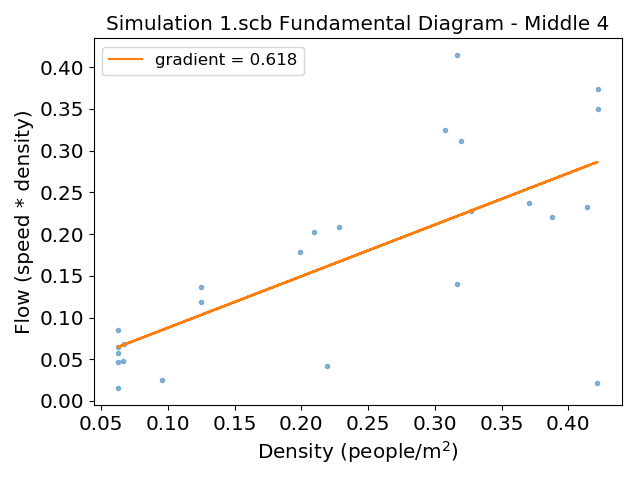 Simulation 1.scb Fundamental Diagram - Middle 4
gradient = 0.618
0.40
0.35
0.30
0.25
0.20
0.15
0.10
0.05
0.00
Flow (speed * density)
0.05 0.10 0.15 0.20 0.25 0.30 0.35 0.40
Density (people/m²)